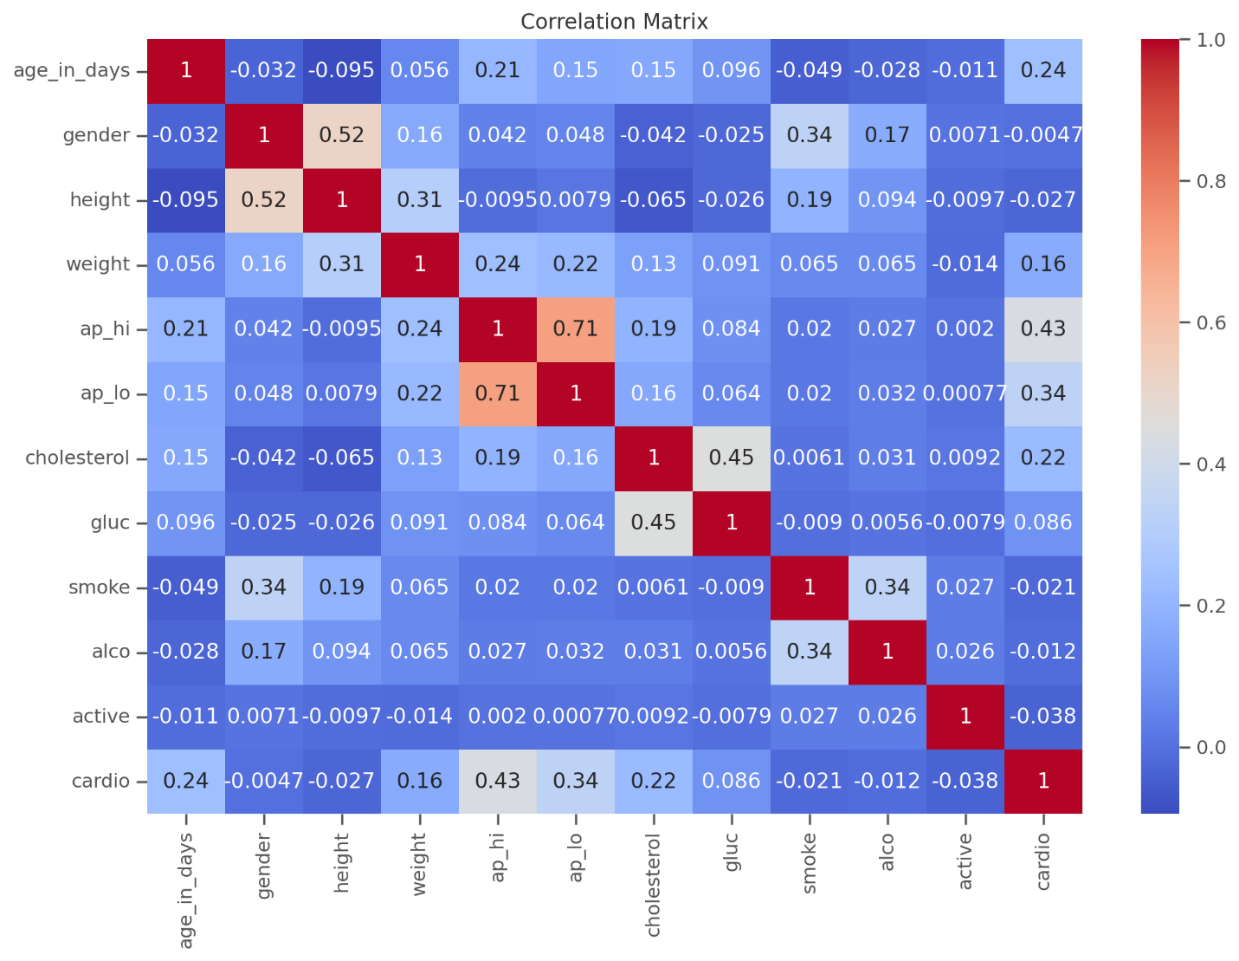 Correlation Matrix
age_in_days 1 -0.032 -0.095 0.056 0.21 0.15 0.15 0.096 -0.049 -0.028 -0.011 0.24
gender -0.032 1 0.52 0.16 0.042 0.048 -0.042 -0.025 0.34 0.17 0.0071 -0.0047
height -0.095 0.52 1 0.31 -0.0095 0.0079 -0.065 -0.026 0.19 0.094 -0.0097 -0.027
weight 0.056 0.16 0.31 1 0.24 0.22 0.13 0.091 0.065 0.065 -0.014 0.16
ap_hi 0.21 0.042 -0.0095 0.24 1 0.71 0.19 0.084 0.02 0.027 0.002 0.43
ap_lo 0.15 0.048 0.0079 0.22 0.71 1 0.16 0.064 0.02 0.032 0.00077 0.34
cholesterol 0.15 -0.042 -0.065 0.13 0.19 0.16 1 0.45 0.0061 0.031 0.0092 0.22
gluc 0.096 -0.025 -0.026 0.091 0.084 0.064 0.45 1 -0.009 0.0056 -0.0079 0.086
smoke -0.049 0.34 0.19 0.065 0.02 0.02 0.0061 -0.009 1 0.34 0.027 -0.021
alco -0.028 0.17 0.094 0.065 0.027 0.032 0.031 0.0056 0.34 1 0.026 -0.012
active -0.011 0.0071 -0.0097 -0.014 0.002 0.00077 0.0092 -0.0079 0.027 0.026 1 -0.038
cardio 0.24 -0.0047 -0.027 0.16 0.43 0.34 0.22 0.086 -0.021 -0.012 -0.038 1
age_in_days
gender
height
weight
ap_hi
ap_lo
cholesterol
gluc
smoke
alco
active
cardio
1.0
0.8
0.6
0.4
0.2
0.0